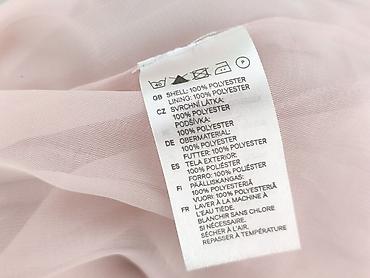 P
GB SHELL: 100% POLYESTER
LINING: 100% POLYESTER
CZ SVRCHNÍ LÁTKA:
100% POLYESTER
PODŠÍVKA:
100% POLYESTER
DE OBERMATERIAL:
100% POLYESTER
FUTTER: 100% POLYESTER
ES TELA EXTERIOR:
100% POLIÉSTER
FORRO: 100% POLIÉSTER
FI PÄÄLLISKANGAS:
100% POLYESTERIÄ
VUORI: 100% POLYESTERIÄ
FR LAVER À LA MACHINE À
L'EAU TIÈDE.
BLANCHIR SANS CHLORE
SI NÉCESSAIRE.
SÉCHER À L'AIR.
REPASSER À TEMPÉRATURE